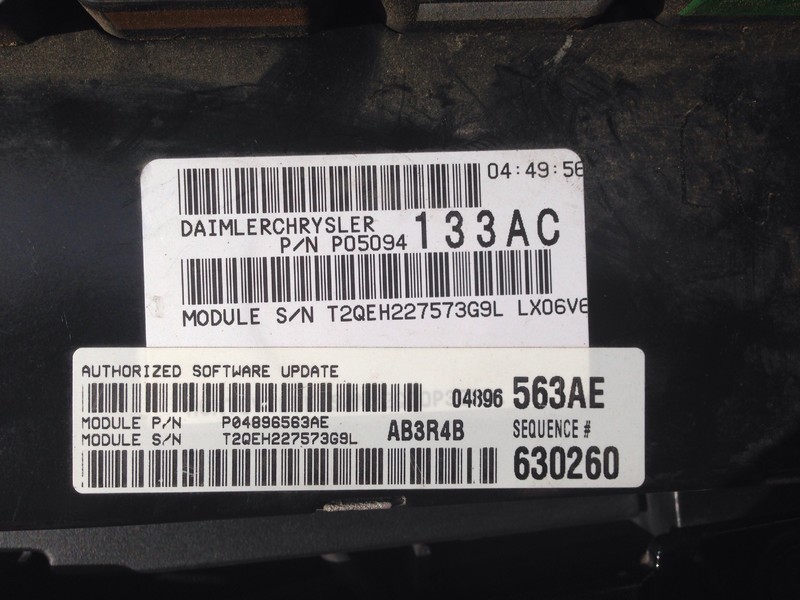 04:49:56
DAIMLERCHRYSLER
P/N P05094 133AC
MODULE S/N T2QEH227573G9L LX06V6
AUTHORIZED SOFTWARE UPDATE
04896 563AE
MODULE P/N P04896563AE
MODULE S/N T2QEH227573G9L AB3R4B SEQUENCE #
630260